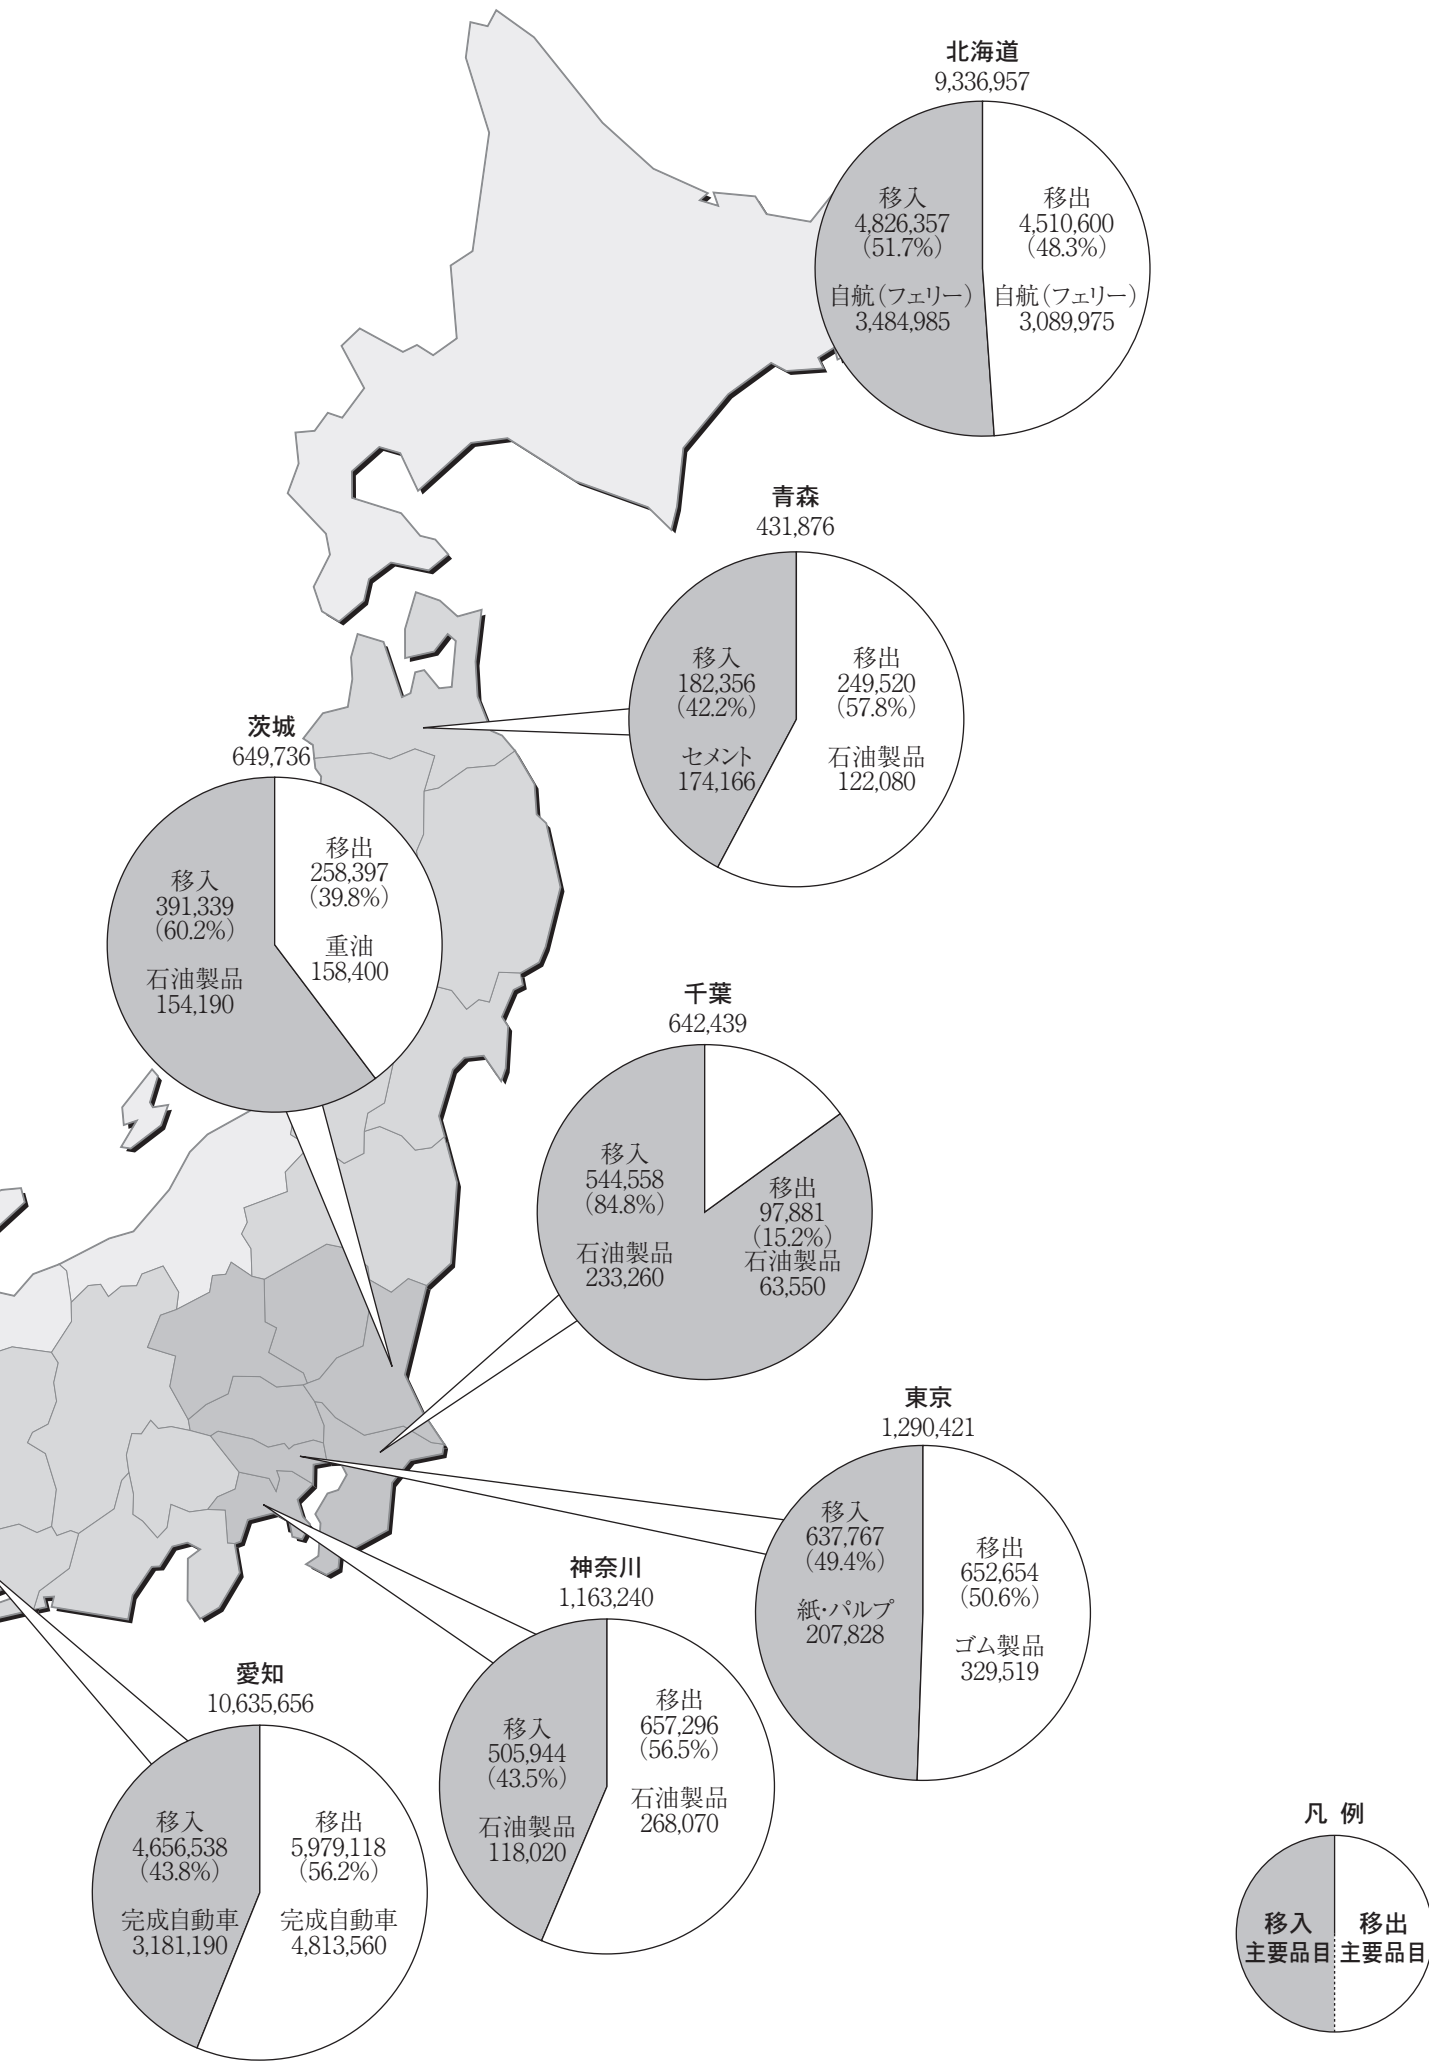 北海道
9,336,957
移入
4,826,357
(51.7%)
自航(フェリー)
3,484,985
移出
4,510,600
(48.3%)
自航(フェリー)
3,089,975
青森
431,876
移入
182,356
(42.2%)
セメント
174,166
移出
249,520
(57.8%)
石油製品
122,080
茨城
649,736
移入
391,339
(60.2%)
石油製品
154,190
移出
258,397
(39.8%)
重油
158,400
千葉
642,439
移入
544,558
(84.8%)
石油製品
233,260
移出
97,881
(15.2%)
石油製品
63,550
東京
1,290,421
移入
637,767
(49.4%)
紙・パルプ
207,828
移出
652,654
(50.6%)
ゴム製品
329,519
神奈川
1,163,240
移入
505,944
(43.5%)
石油製品
118,020
移出
657,296
(56.5%)
石油製品
268,070
愛知
10,635,656
移入
4,656,538
(43.8%)
完成自動車
3,181,190
移出
5,979,118
(56.2%)
完成自動車
4,813,560
凡 例
移入
主要品目
移出
主要品目